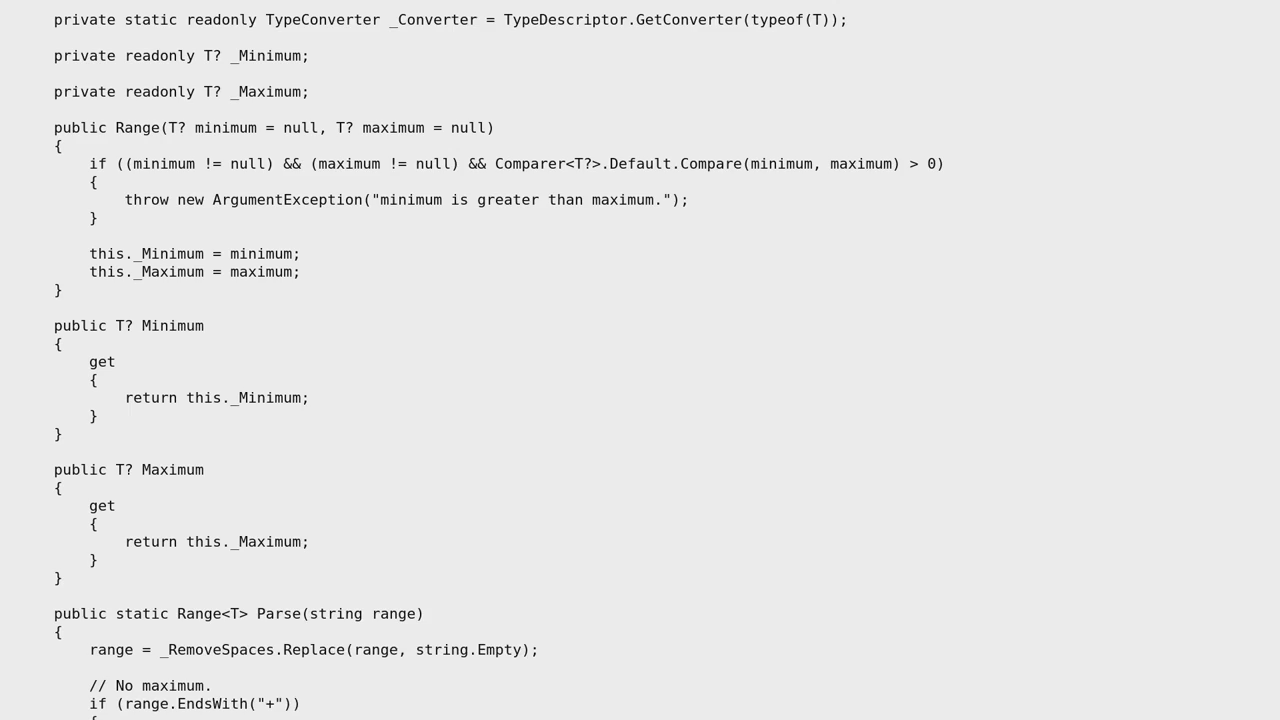 private static readonly TypeConverter _Converter = TypeDescriptor.GetConverter(typeof(T));

private readonly T? _Minimum;

private readonly T? _Maximum;

public Range(T? minimum = null, T? maximum = null)
{
    if ((minimum != null) && (maximum != null) && Comparer<T?>.Default.Compare(minimum, maximum) > 0)
    {
        throw new ArgumentException("minimum is greater than maximum.");
    }

    this._Minimum = minimum;
    this._Maximum = maximum;
}

public T? Minimum
{
    get
    {
        return this._Minimum;
    }
}

public T? Maximum
{
    get
    {
        return this._Maximum;
    }
}

public static Range<T> Parse(string range)
{
    range = _RemoveSpaces.Replace(range, string.Empty);

    // No maximum.
    if (range.EndsWith("+"))
    {